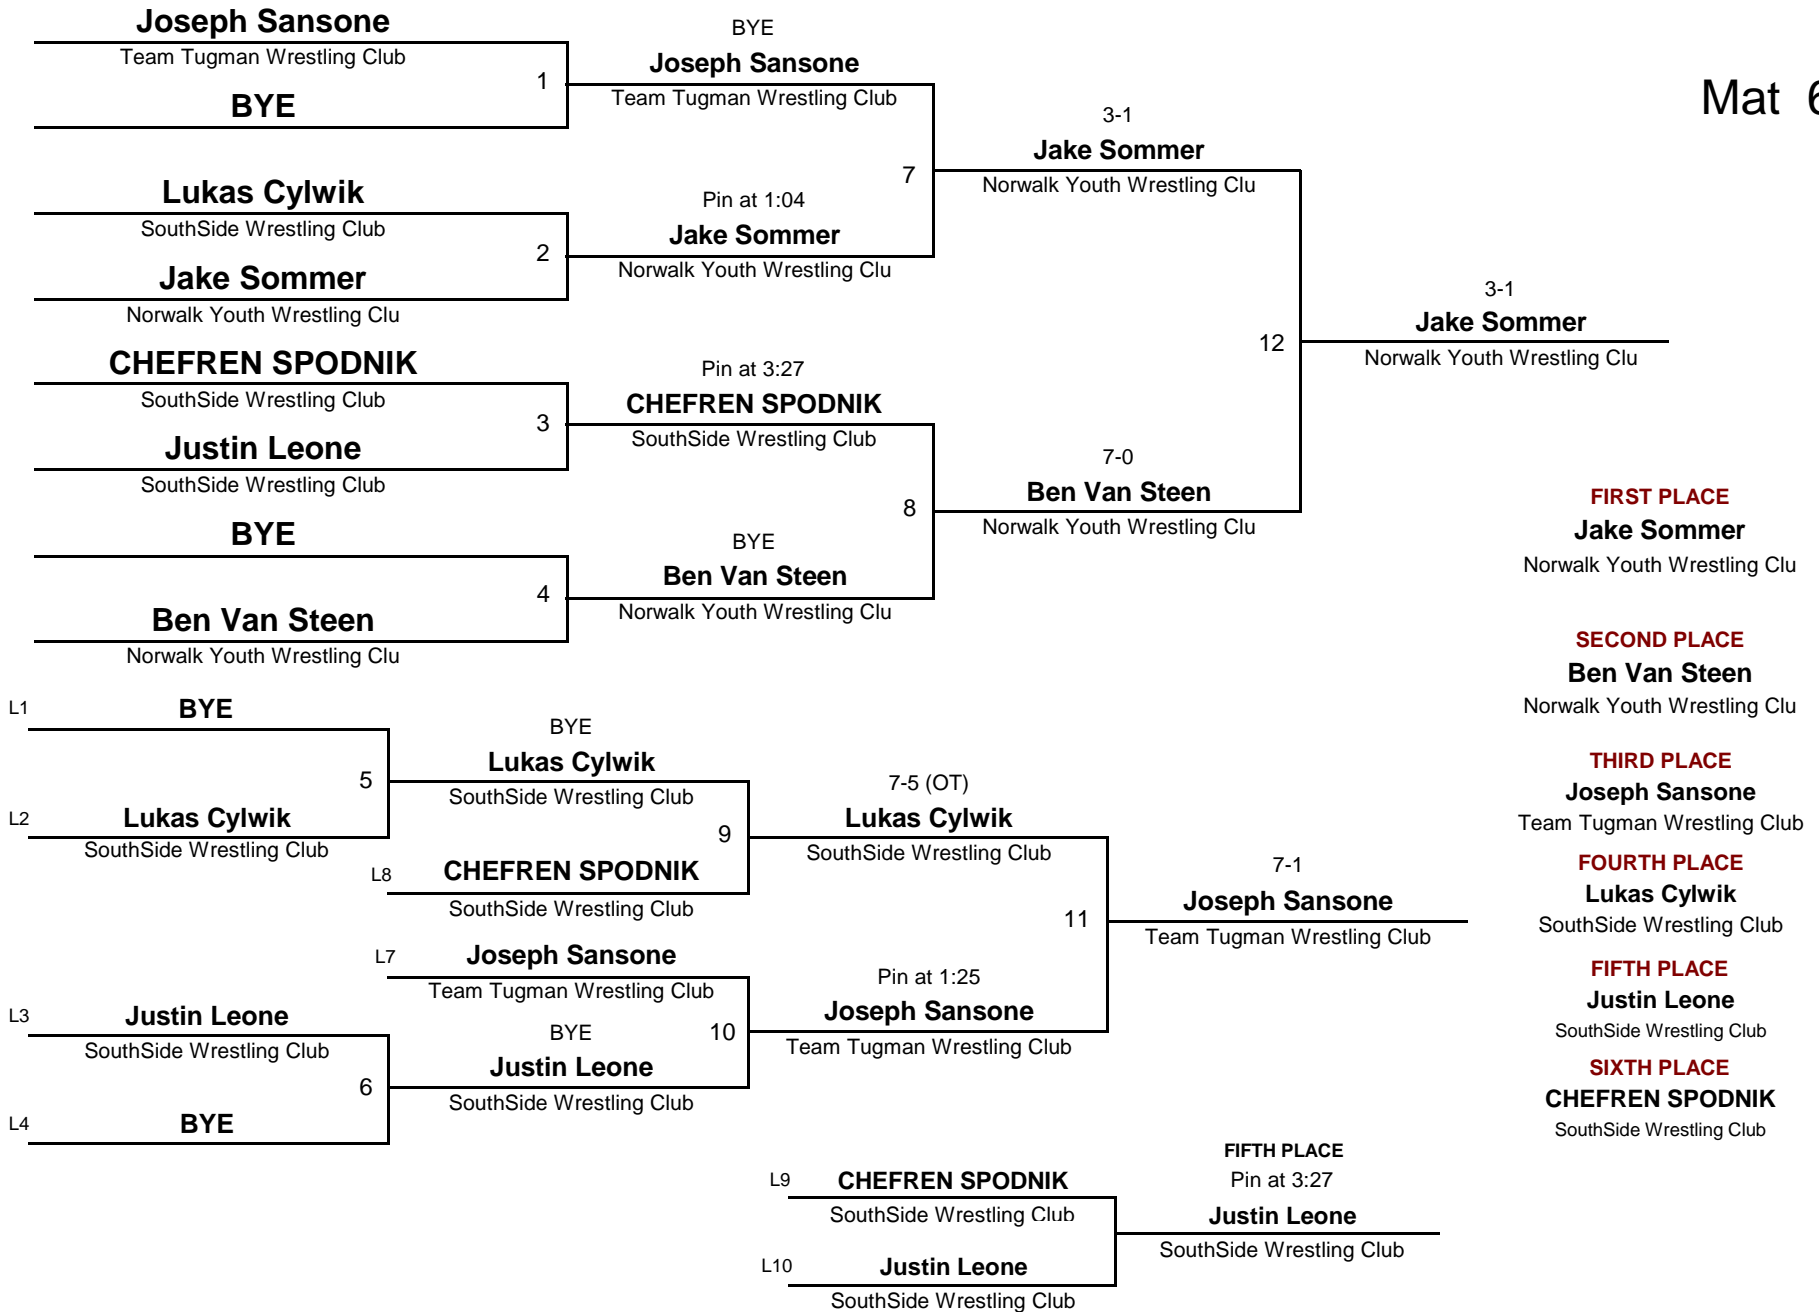 Joseph Sansone
Team Tugman Wrestling Club
1
BYE
BYE
Joseph Sansone
Team Tugman Wrestling Club
Mat 6
Lukas Cylwik
SouthSide Wrestling Club
2
Jake Sommer
Norwalk Youth Wrestling Clu
Pin at 1:04
Jake Sommer
Norwalk Youth Wrestling Clu
7
3-1
Jake Sommer
Norwalk Youth Wrestling Clu
CHEFREN SPODNIK
SouthSide Wrestling Club
3
Justin Leone
SouthSide Wrestling Club
Pin at 3:27
CHEFREN SPODNIK
SouthSide Wrestling Club
8
BYE
4
Ben Van Steen
Norwalk Youth Wrestling Clu
BYE
Ben Van Steen
Norwalk Youth Wrestling Clu
7-0
Ben Van Steen
Norwalk Youth Wrestling Clu
12
3-1
Jake Sommer
Norwalk Youth Wrestling Clu
FIRST PLACE
Jake Sommer
Norwalk Youth Wrestling Clu
SECOND PLACE
Ben Van Steen
Norwalk Youth Wrestling Clu
THIRD PLACE
Joseph Sansone
Team Tugman Wrestling Club
FOURTH PLACE
Lukas Cylwik
SouthSide Wrestling Club
FIFTH PLACE
Justin Leone
SouthSide Wrestling Club
SIXTH PLACE
CHEFREN SPODNIK
SouthSide Wrestling Club
L1
BYE
5
L2
Lukas Cylwik
SouthSide Wrestling Club
BYE
Lukas Cylwik
SouthSide Wrestling Club
9
L8
CHEFREN SPODNIK
SouthSide Wrestling Club
7-5 (OT)
Lukas Cylwik
SouthSide Wrestling Club
11
L7
Joseph Sansone
Team Tugman Wrestling Club
L3
Justin Leone
SouthSide Wrestling Club
6
L4
BYE
BYE
10
Justin Leone
SouthSide Wrestling Club
Pin at 1:25
Joseph Sansone
Team Tugman Wrestling Club
7-1
Joseph Sansone
Team Tugman Wrestling Club
FIFTH PLACE
L9
CHEFREN SPODNIK
SouthSide Wrestling Club
L10
Justin Leone
SouthSide Wrestling Club
Pin at 3:27
Justin Leone
SouthSide Wrestling Club